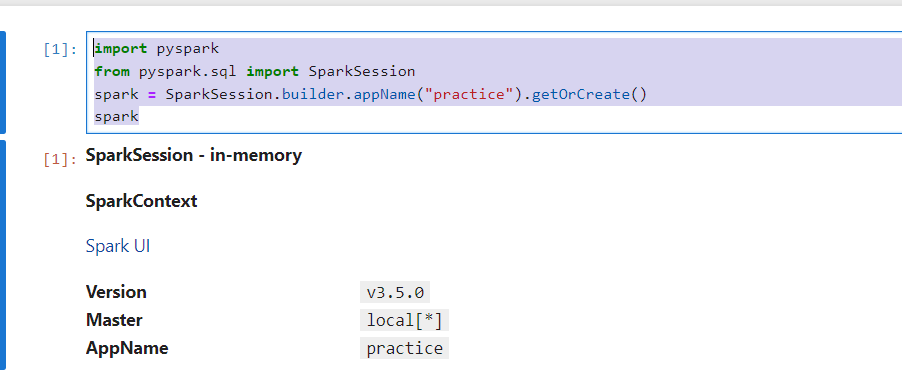 [1]: import pyspark
from pyspark.sql import SparkSession
spark = SparkSession.builder.appName("practice").getOrCreate()
spark
[1]: SparkSession - in-memory
SparkContext
Spark UI
Version v3.5.0
Master local[*]
AppName practice